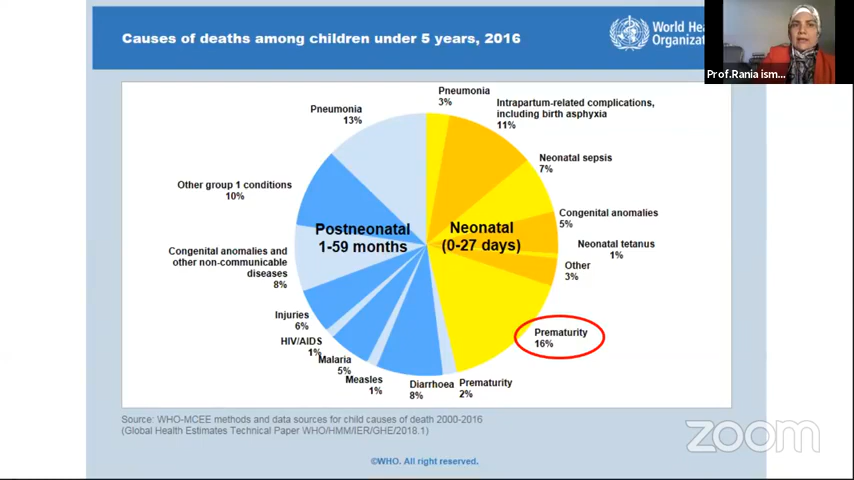 Causes of deaths among children under 5 years, 2016
World He
Organiza
Prof.Rania ism...
Pneumonia
3%
Intrapartum-related complications,
including birth asphyxia
11%
Neonatal sepsis
7%
Congenital anomalies
5%
Neonatal tetanus
1%
Other
3%
Prematurity
16%
Neonatal
(0-27 days)
Pneumonia
13%
Other group 1 conditions
10%
Postneonatal
1-59 months
Congenital anomalies and
other non-communicable
diseases
8%
Injuries
6%
HIV/AIDS
1%
Malaria
5%
Measles
1%
Diarrhoea
8%
Prematurity
2%
Source: WHO-MCEE methods and data sources for child causes of death 2000-2016
(Global Health Estimates Technical Paper WHO/HMM/IER/GHE/2018.1)
©WHO. All right reserved.
zoom